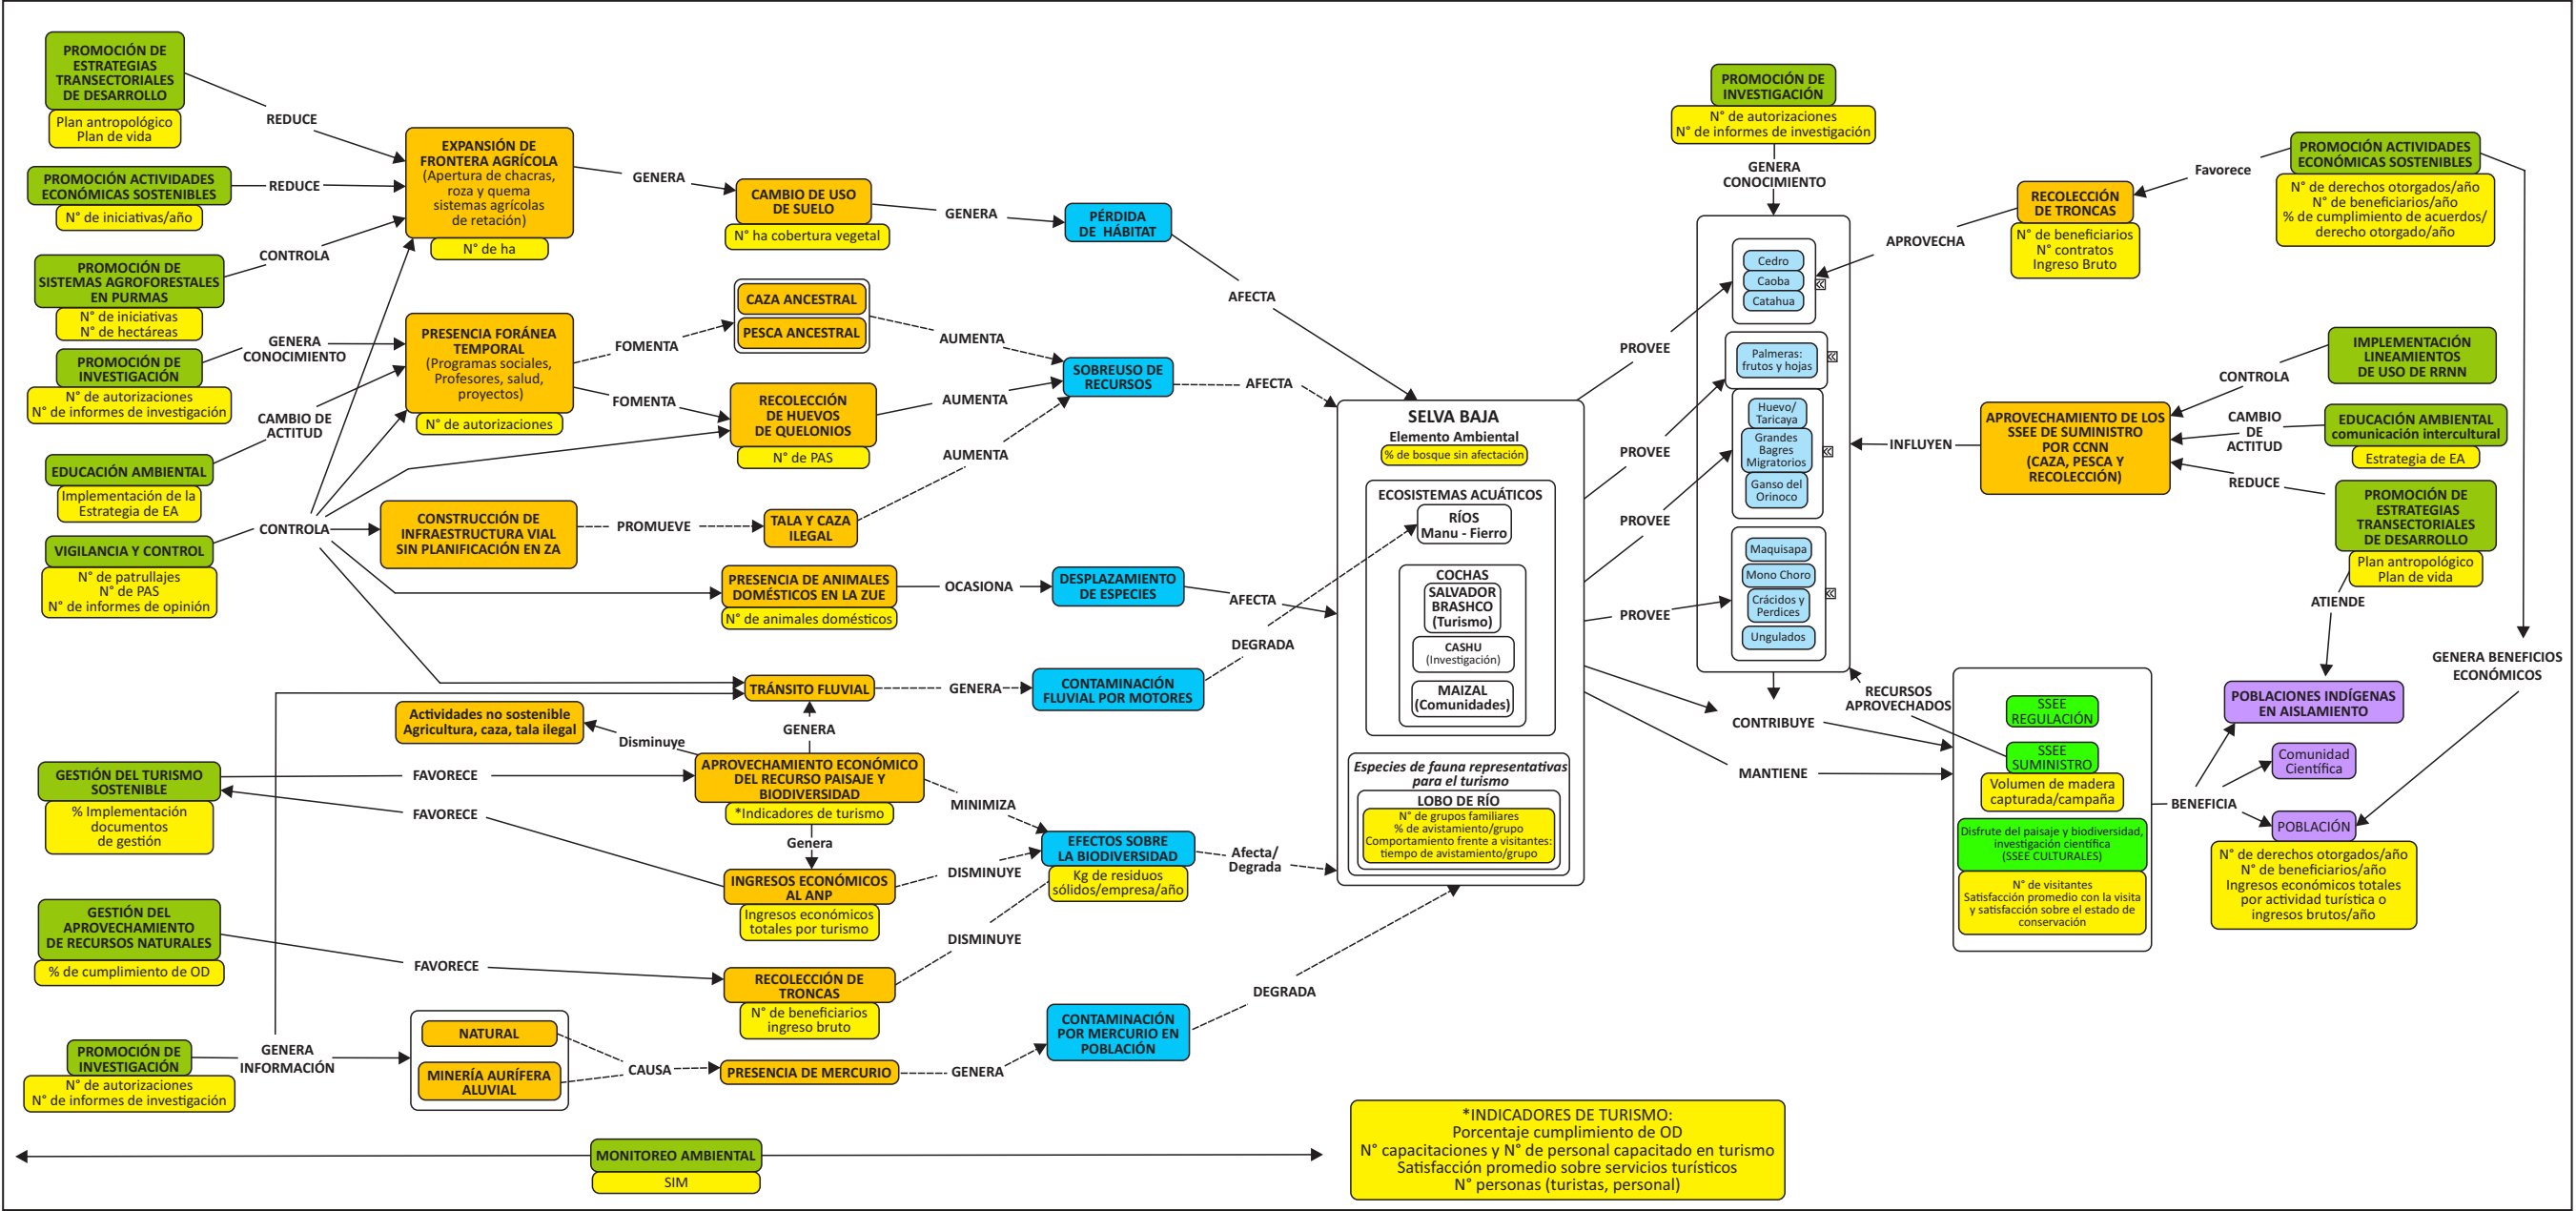 PROMOCIÓN DE
ESTRATEGIAS
TRANSECTORIALES
DE DESARROLLO
Plan antropológico
Plan de vida
REDUCE
PROMOCIÓN ACTIVIDADES
ECONÓMICAS SOSTENIBLES
N° de iniciativas/año
REDUCE
PROMOCIÓN DE
SISTEMAS AGROFORESTALES
EN PURMAS
N° de iniciativas
N° de hectáreas
CONTROLA
PROMOCIÓN DE
INVESTIGACIÓN
N° de autorizaciones
N° de informes de investigación
GENERA
CONOCIMIENTO
EDUCACIÓN AMBIENTAL
Implementación de la
Estrategia de EA
CAMBIO DE
ACTITUD
VIGILANCIA Y CONTROL
N° de patrullajes
N° de PAS
N° de informes de opinión
CONTROLA
EXPANSIÓN DE
FRONTERA AGRÍCOLA
(Apertura de chacras,
roza y quema
sistemas agrícolas
de retación)
N° de ha
GENERA
CAMBIO DE USO
DE SUELO
N° ha cobertura vegetal
GENERA
PÉRDIDA
DE HÁBITAT
AFECTA
PRESENCIA FORÁNEA
TEMPORAL
(Programas sociales,
Profesores, salud,
proyectos)
N° de autorizaciones
FOMENTA
FOMENTA
CAZA ANCESTRAL
PESCA ANCESTRAL
AUMENTA
RECOLECCIÓN
DE HUEVOS
DE QUELONIOS
N° de PAS
AUMENTA
SOBREUSO DE
RECURSOS
AFECTA
CONSTRUCCIÓN DE
INFRAESTRUCTURA VIAL
SIN PLANIFICACIÓN EN ZA
PROMUEVE
TALA Y CAZA
ILEGAL
AUMENTA
PRESENCIA DE ANIMALES
DOMÉSTICOS EN LA ZUE
N° de animales domésticos
OCASIONA
DESPLAZAMIENTO
DE ESPECIES
AFECTA
TRÁNSITO FLUVIAL
GENERA
CONTAMINACIÓN
FLUVIAL POR MOTORES
DEGRADA
GENERA
Actividades no sostenible
Agricultura, caza, tala ilegal
Disminuye
GESTIÓN DEL TURISMO
SOSTENIBLE
% Implementación
documentos
de gestión
FAVORECE
FAVORECE
APROVECHAMIENTO ECONÓMICO
DEL RECURSO PAISAJE Y
BIODIVERSIDAD
*Indicadores de turismo
MINIMIZA
Genera
INGRESOS ECONÓMICOS
AL ANP
Ingresos económicos
totales por turismo
DISMINUYE
EFECTOS SOBRE
LA BIODIVERSIDAD
Kg de residuos
sólidos/empresa/año
Afecta/
Degrada
GESTIÓN DEL
APROVECHAMIENTO
DE RECURSOS NATURALES
% de cumplimiento de OD
FAVORECE
RECOLECCIÓN DE
TRONCAS
N° de beneficiarios
ingreso bruto
DISMINUYE
PROMOCIÓN DE
INVESTIGACIÓN
N° de autorizaciones
N° de informes de investigación
GENERA
INFORMACIÓN
NATURAL
MINERÍA AURÍFERA
ALUVIAL
CAUSA
PRESENCIA DE MERCURIO
GENERA
CONTAMINACIÓN
POR MERCURIO EN
POBLACIÓN
DEGRADA
MONITOREO AMBIENTAL
SIM
SELVA BAJA
Elemento Ambiental
% de bosque sin afectación
ECOSISTEMAS ACUÁTICOS
RÍOS
Manu - Fierro
COCHAS
SALVADOR
BRASHCO
(Turismo)
CASHU
(Investigación)
MAIZAL
(Comunidades)
Especies de fauna representativas
para el turismo
LOBO DE RÍO
N° de grupos familiares
% de avistamiento/grupo
Comportamiento frente a visitantes:
tiempo de avistamiento/grupo
PROVEE
PROVEE
PROVEE
PROVEE
CONTRIBUYE
MANTIENE
PROMOCIÓN DE
INVESTIGACIÓN
N° de autorizaciones
N° de informes de investigación
GENERA
CONOCIMIENTO
Cedro
Caoba
Catahua
Palmeras:
frutos y hojas
Huevo/
Taricaya
Grandes
Bagres
Migratorios
Ganso del
Orinoco
Maquisapa
Mono Choro
Crácidos y
Perdices
Ungulados
APROVECHA
RECOLECCIÓN
DE TRONCAS
N° de beneficiarios
N° contratos
Ingreso Bruto
Favorece
PROMOCIÓN ACTIVIDADES
ECONÓMICAS SOSTENIBLES
N° de derechos otorgados/año
N° de beneficiarios/año
% de cumplimiento de acuerdos/
derecho otorgado/año
INFLUYEN
APROVECHAMIENTO DE LOS
SSEE DE SUMINISTRO
POR CCNN
(CAZA, PESCA Y
RECOLECCIÓN)
CONTROLA
IMPLEMENTACIÓN
LINEAMIENTOS
DE USO DE RRNN
CAMBIO
DE
ACTITUD
EDUCACIÓN AMBIENTAL
comunicación intercultural
Estrategia de EA
REDUCE
PROMOCIÓN DE
ESTRATEGIAS
TRANSECTORIALES
DE DESARROLLO
Plan antropológico
Plan de vida
ATIENDE
GENERA BENEFICIOS
ECONÓMICOS
RECURSOS
APROVECHADOS
SSEE
REGULACIÓN
SSEE
SUMINISTRO
Volumen de madera
capturada/campaña
Disfrute del paisaje y biodiversidad,
investigación científica
(SSEE CULTURALES)
N° de visitantes
Satisfacción promedio con la visita
y satisfacción sobre el estado de
conservación
BENEFICIA
POBLACIONES INDÍGENAS
EN AISLAMIENTO
Comunidad
Científica
POBLACIÓN
N° de derechos otorgados/año
N° de beneficiarios/año
Ingresos económicos totales
por actividad turística o
ingresos brutos/año
*INDICADORES DE TURISMO:
Porcentaje cumplimiento de OD
N° capacitaciones y N° de personal capacitado en turismo
Satisfacción promedio sobre servicios turísticos
N° personas (turistas, personal)